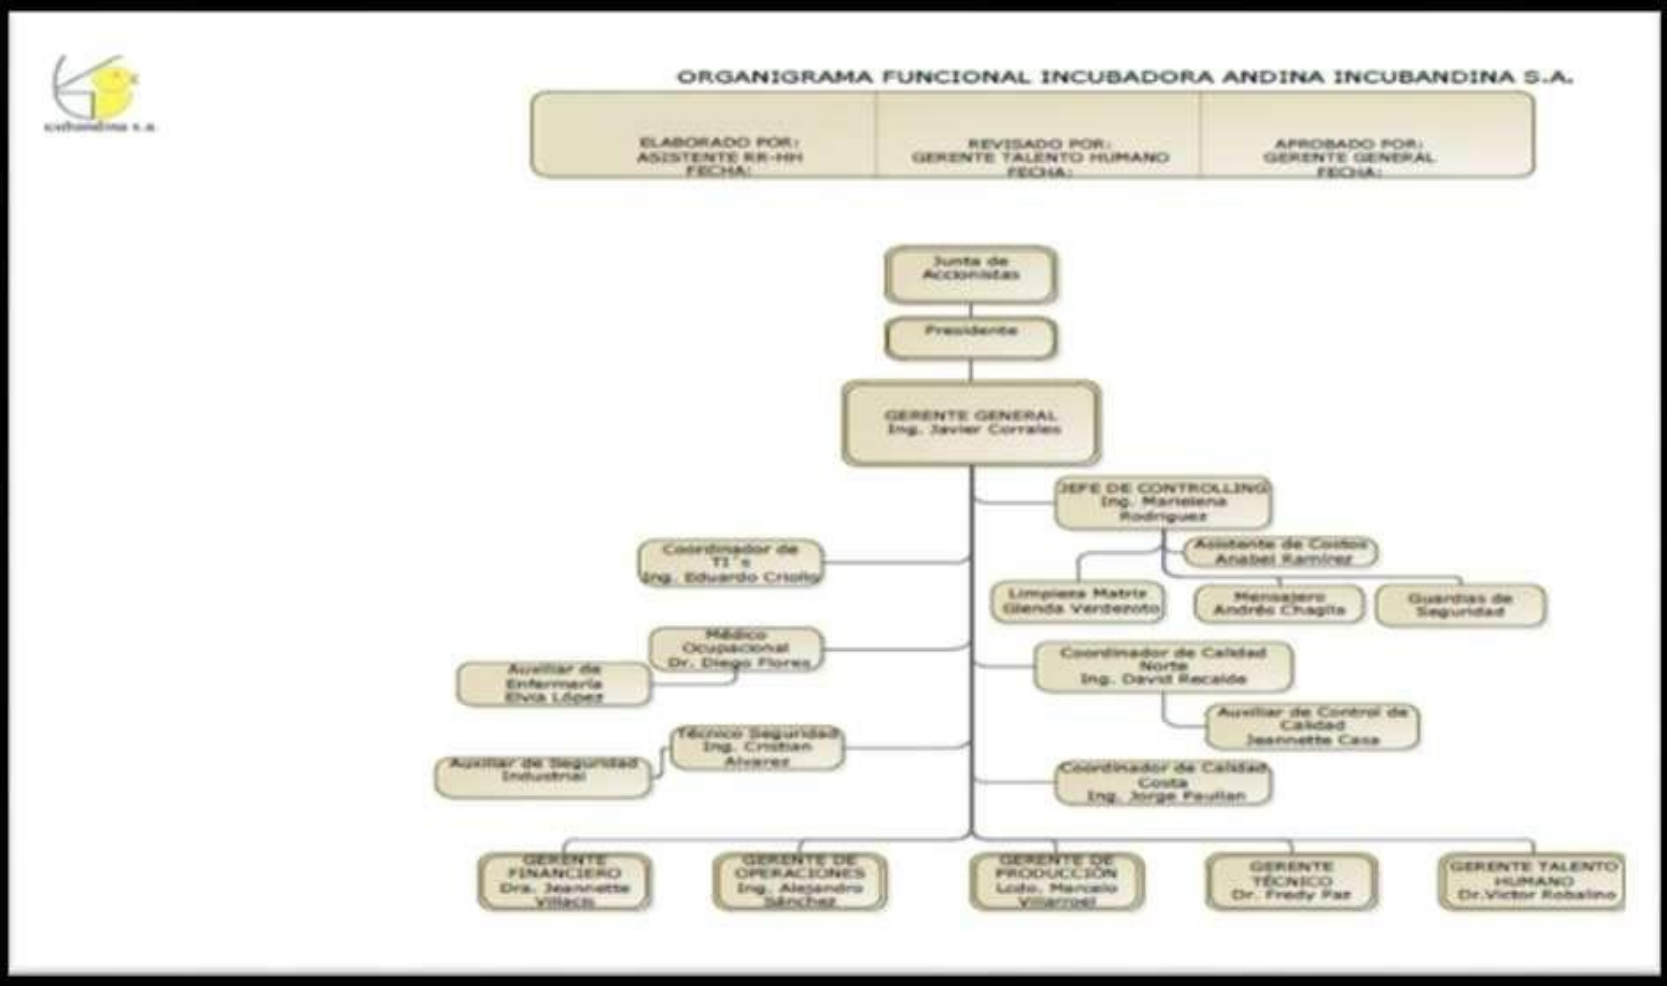 ORGANIGRAMA FUNCIONAL INCUBADORA ANDINA INCUBANDINA S.A.
ELABORADO POR:
ASISTENTE RR-HH
FECHA:
REVISADO POR:
GERENTE TALENTO HUMANO
FECHA:
APROBADO POR:
GERENTE GENERAL
FECHA:
Junta de
Accionistas
Presidente
GERENTE GENERAL
Ing. Javier Corrales
JEFE DE CONTROLLING
Ing. Marielena
Rodriguez
Asistente de Costos
Anabel Ramírez
Coordinador de
TI´s
Ing. Eduardo Criollo
Limpieza Matriz
Glenda Verdezoto
Mensajero
Andrés Chaglla
Guardias de
Seguridad
Médico
Ocupacional
Dr. Diego Flores
Auxiliar de
Enfermería
Elvia López
Coordinador de Calidad
Norte
Ing. David Recalde
Auxiliar de Control de
Calidad
Jeannette Casa
Técnico Seguridad
Ing. Cristian
Alvarez
Auxiliar de Seguridad
Industrial
Coordinador de Calidad
Costa
Ing. Jorge
GERENTE
FINANCIERO
Dra. Jeannette
Villacis
GERENTE DE
OPERACIONES
Ing. Alejandro
Sánchez
GERENTE DE
PRODUCCIÓN
Lcdo. Marcelo
Villarroel
GERENTE
TÉCNICO
Dr. Fredy Paz
GERENTE TALENTO
HUMANO
Dr.Victor Robalino